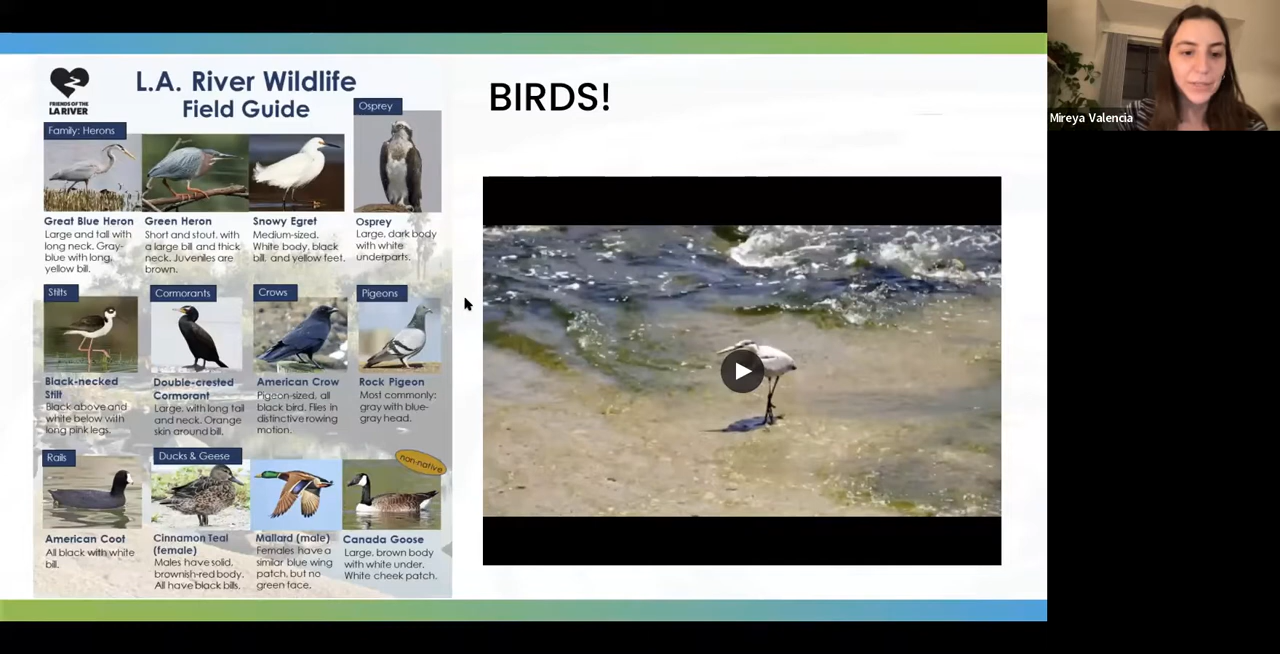 FRIENDS OF THE
LA RIVER
L.A. River Wildlife
Field Guide
BIRDS!
Mireya Valencia
Family: Herons
Osprey
Great Blue Heron
Large and tall with
long neck. Gray-
blue with long,
yellow bill.
Green Heron
Short and stout, with
a large bill and thick
neck. Juveniles are
brown.
Snowy Egret
Medium-sized.
White body, black
bill, and yellow feet.
Osprey
Large, dark body
with white
underparts.
Stilts
Cormorants
Crows
Pigeons
Black-necked
Stilt
Black above and
white below with
long pink legs.
Double-crested
Cormorant
Large, with long tail
and neck. Orange
skin around bill.
American Crow
Pigeon-sized, all
black bird. Flies in
distinctive rowing
motion.
Rock Pigeon
Most commonly:
gray with blue-
gray head.
Rails
Ducks & Geese
non-native
American Coot
All black with white
bill.
Cinnamon Teal
(female)
Males have solid,
brownish-red body.
All have black bills.
Mallard (male)
Females have a
similar blue wing
patch, but no
green face.
Canada Goose
Large, brown body
with white under.
White cheek patch.